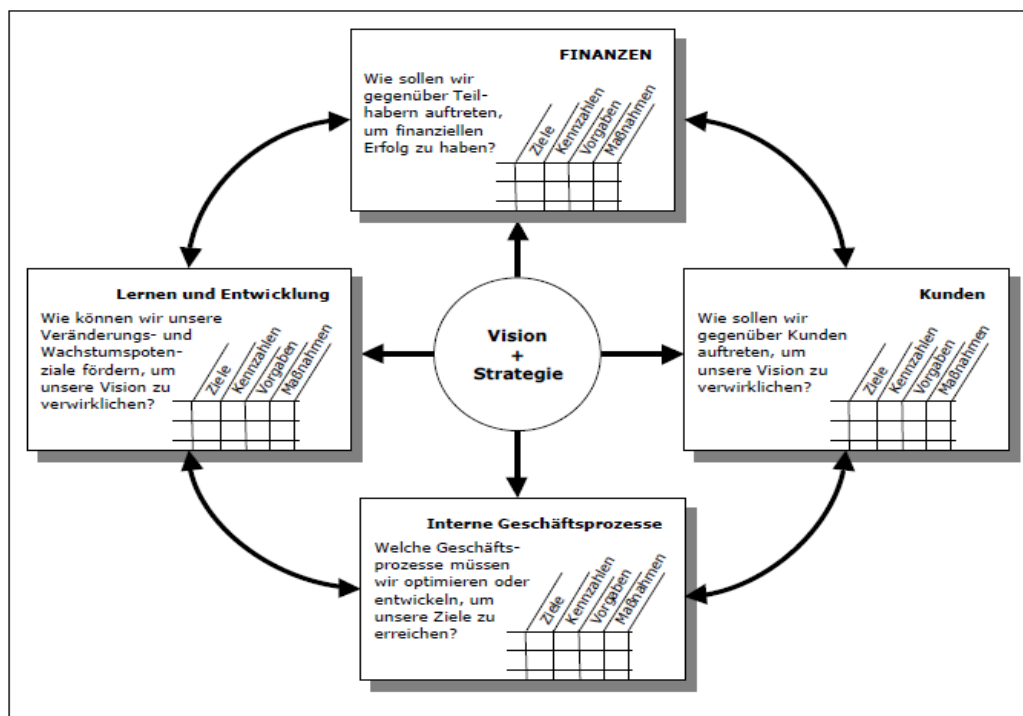 FINANZEN
Wie sollen wir
gegenüber Teil-
habern auftreten,
um finanziellen
Erfolg zu haben?
Ziele
Kennzahlen
Vorgaben
Maßnahmen
Lernen und Entwicklung
Wie können wir unsere
Veränderungs- und
Wachstumspoten-
ziale fördern, um
unsere Vision zu
verwirklichen?
Ziele
Kennzahlen
Vorgaben
Maßnahmen
Vision
+
Strategie
Kunden
Wie sollen wir
gegenüber Kunden
auftreten, um
unsere Vision zu
verwirklichen?
Ziele
Kennzahlen
Vorgaben
Maßnahmen
Interne Geschäftsprozesse
Welche Geschäfts-
prozesse müssen
wir optimieren oder
entwickeln, um
unsere Ziele zu
erreichen?
Ziele
Kennzahlen
Vorgaben
Maßnahmen